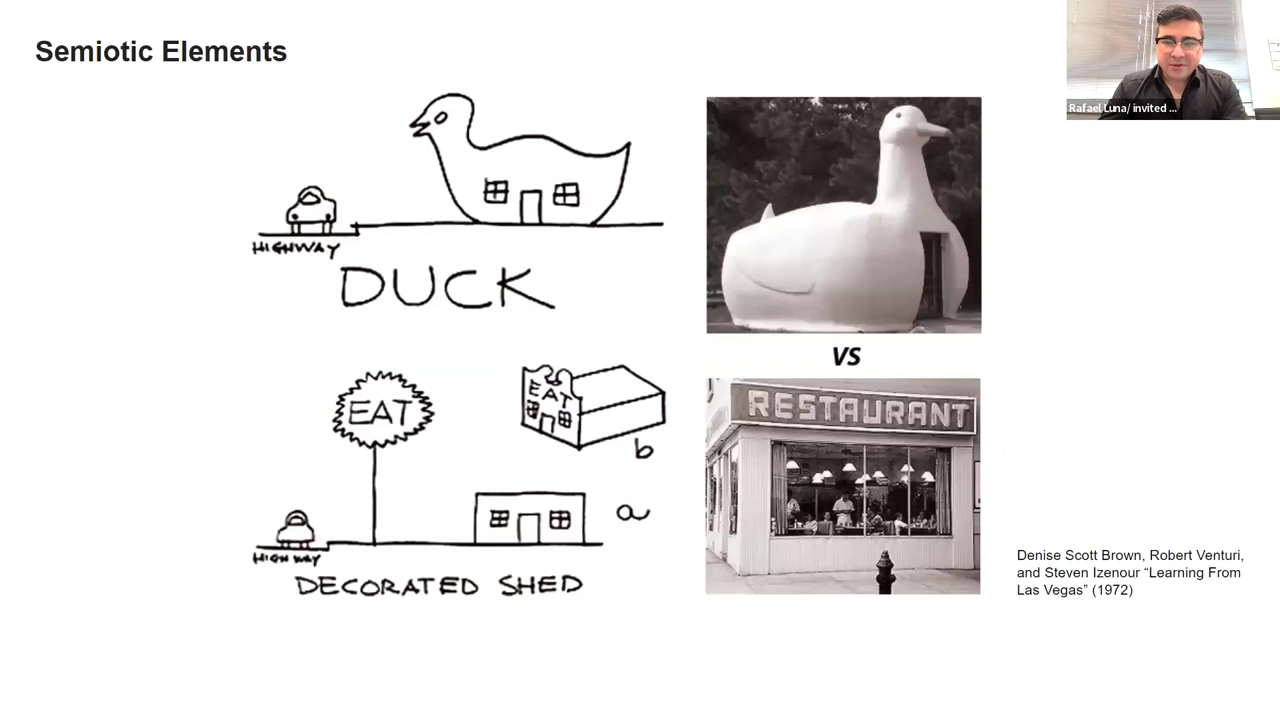 Semiotic Elements
Rafael Luna/ invited ...
HIGHWAY
DUCK
VS
EAT
EAT
b
RESTAURANT
a
HIGHWAY
DECORATED SHED
Denise Scott Brown, Robert Venturi,
and Steven Izenour “Learning From
Las Vegas” (1972)